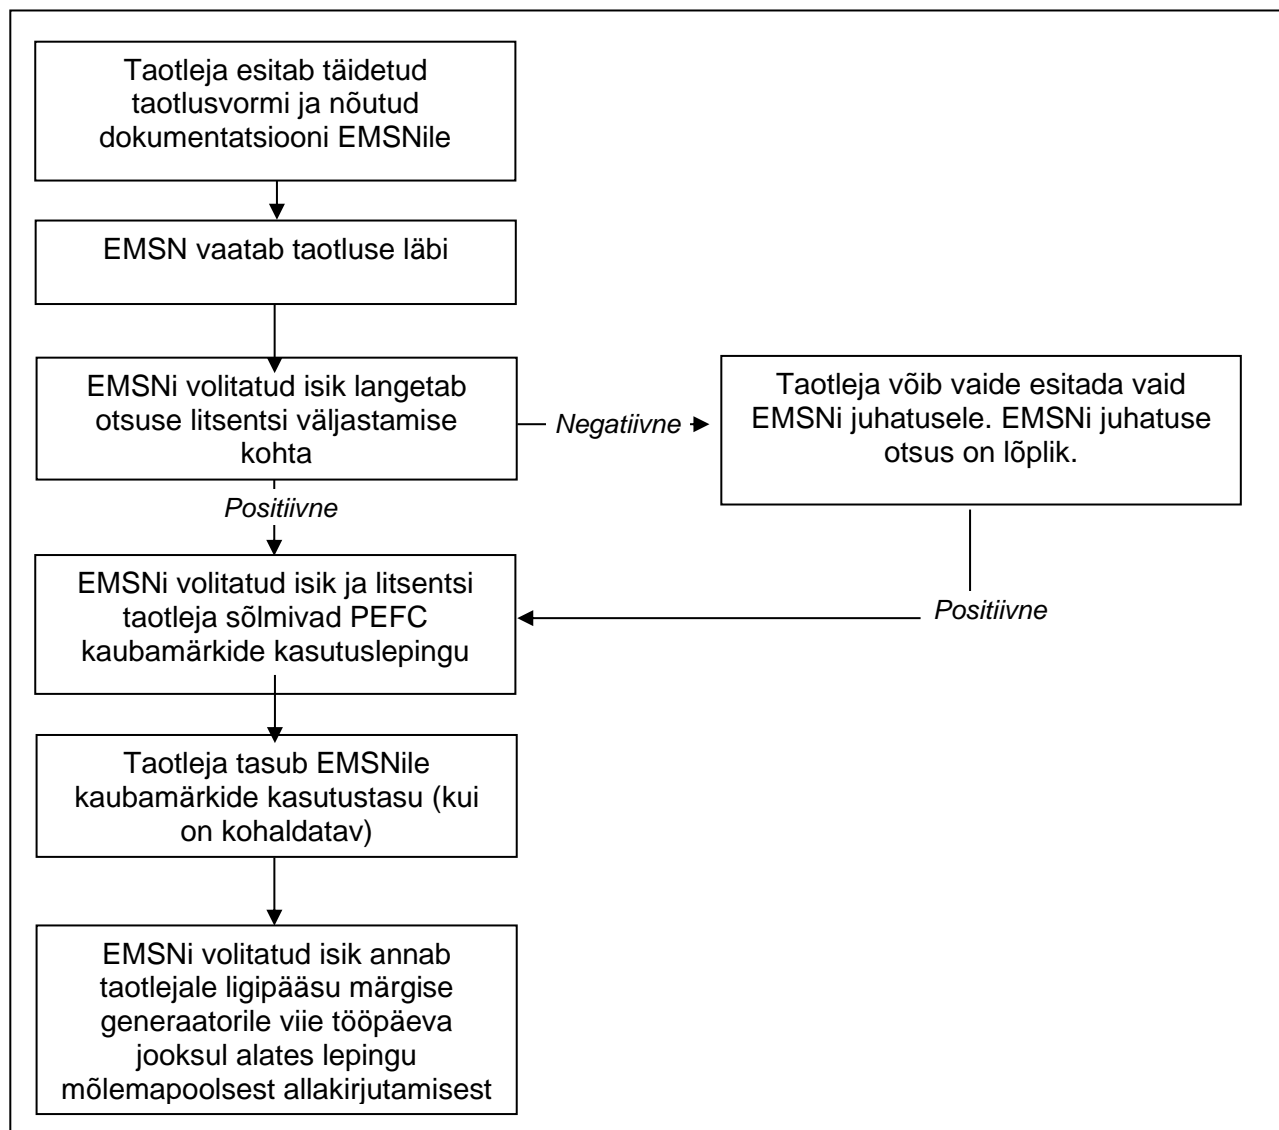 Taotleja esitab täidetud
taotlusvormi ja nõutud
dokumentatsiooni EMSNile
EMSN vaatab taotluse läbi
EMSNi volitatud isik langetab
otsuse litsentsi väljastamise
kohta
Negatiivne
Taotleja võib vaide esitada vaid
EMSNi juhatusele. EMSNi juhatuse
otsus on lõplik.
Positiivne
EMSNi volitatud isik ja litsentsi
taotleja sõlmivad PEFC
kaubamärkide kasutuslepingu
Positiivne
Taotleja tasub EMSNile
kaubamärkide kasutustasu (kui
on kohaldatav)
EMSNi volitatud isik annab
taotlejale ligipääsu märgise
generaatorile viie tööpäeva
jooksul alates lepingu
mõlemapoolsest allakirjutamisest